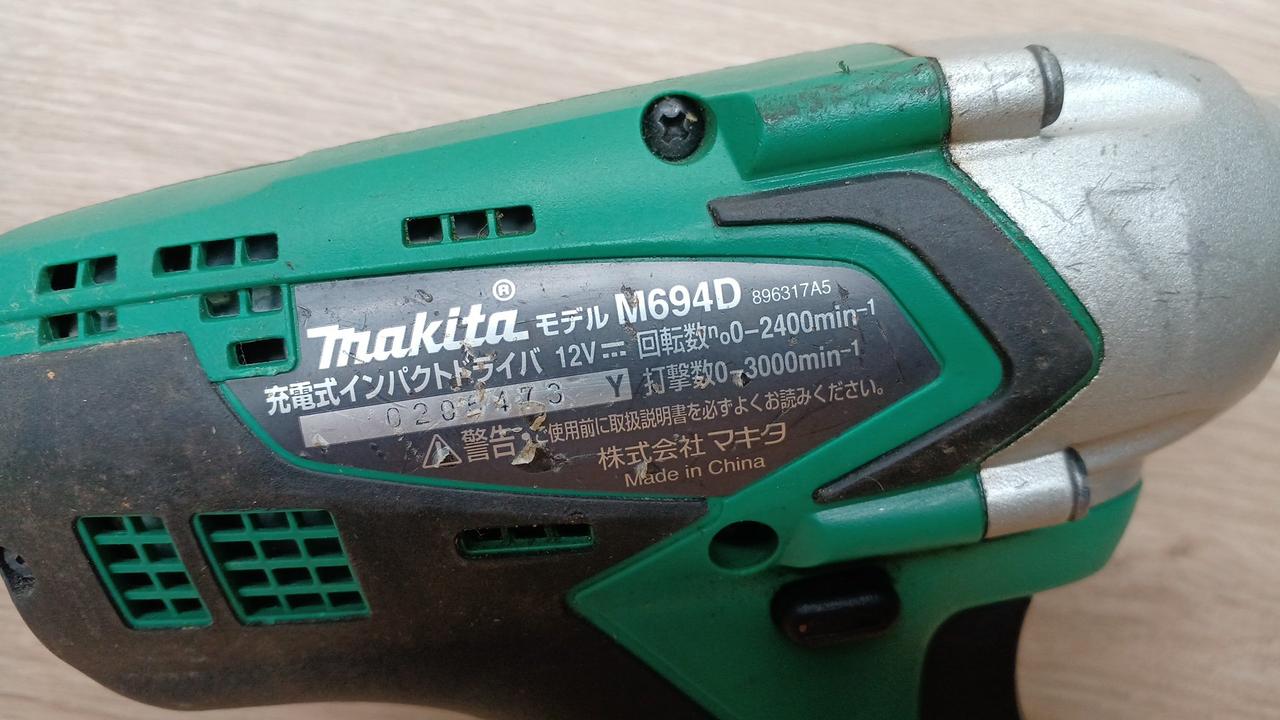 makita® モデル M694D 896317A5
充電式インパクトドライバ 12V⎓ 回転数n₀0-2400min⁻¹
打撃数0-3000min⁻¹
Y
警告 使用前に取扱説明書を必ずよくお読みください。
株式会社 マキタ
Made in China